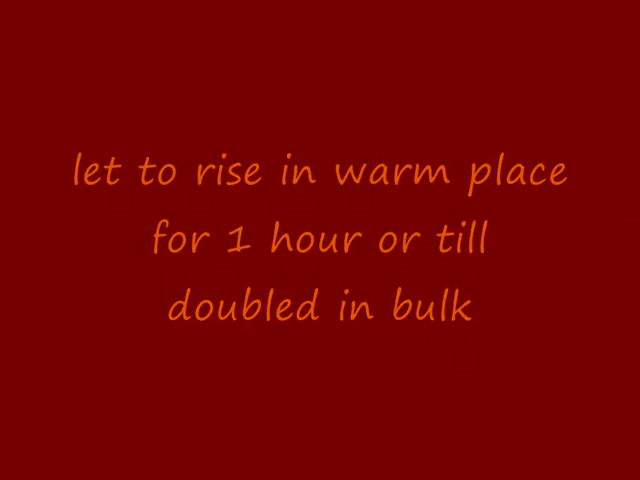 let to rise in warm place
for 1 hour or till
doubled in bulk